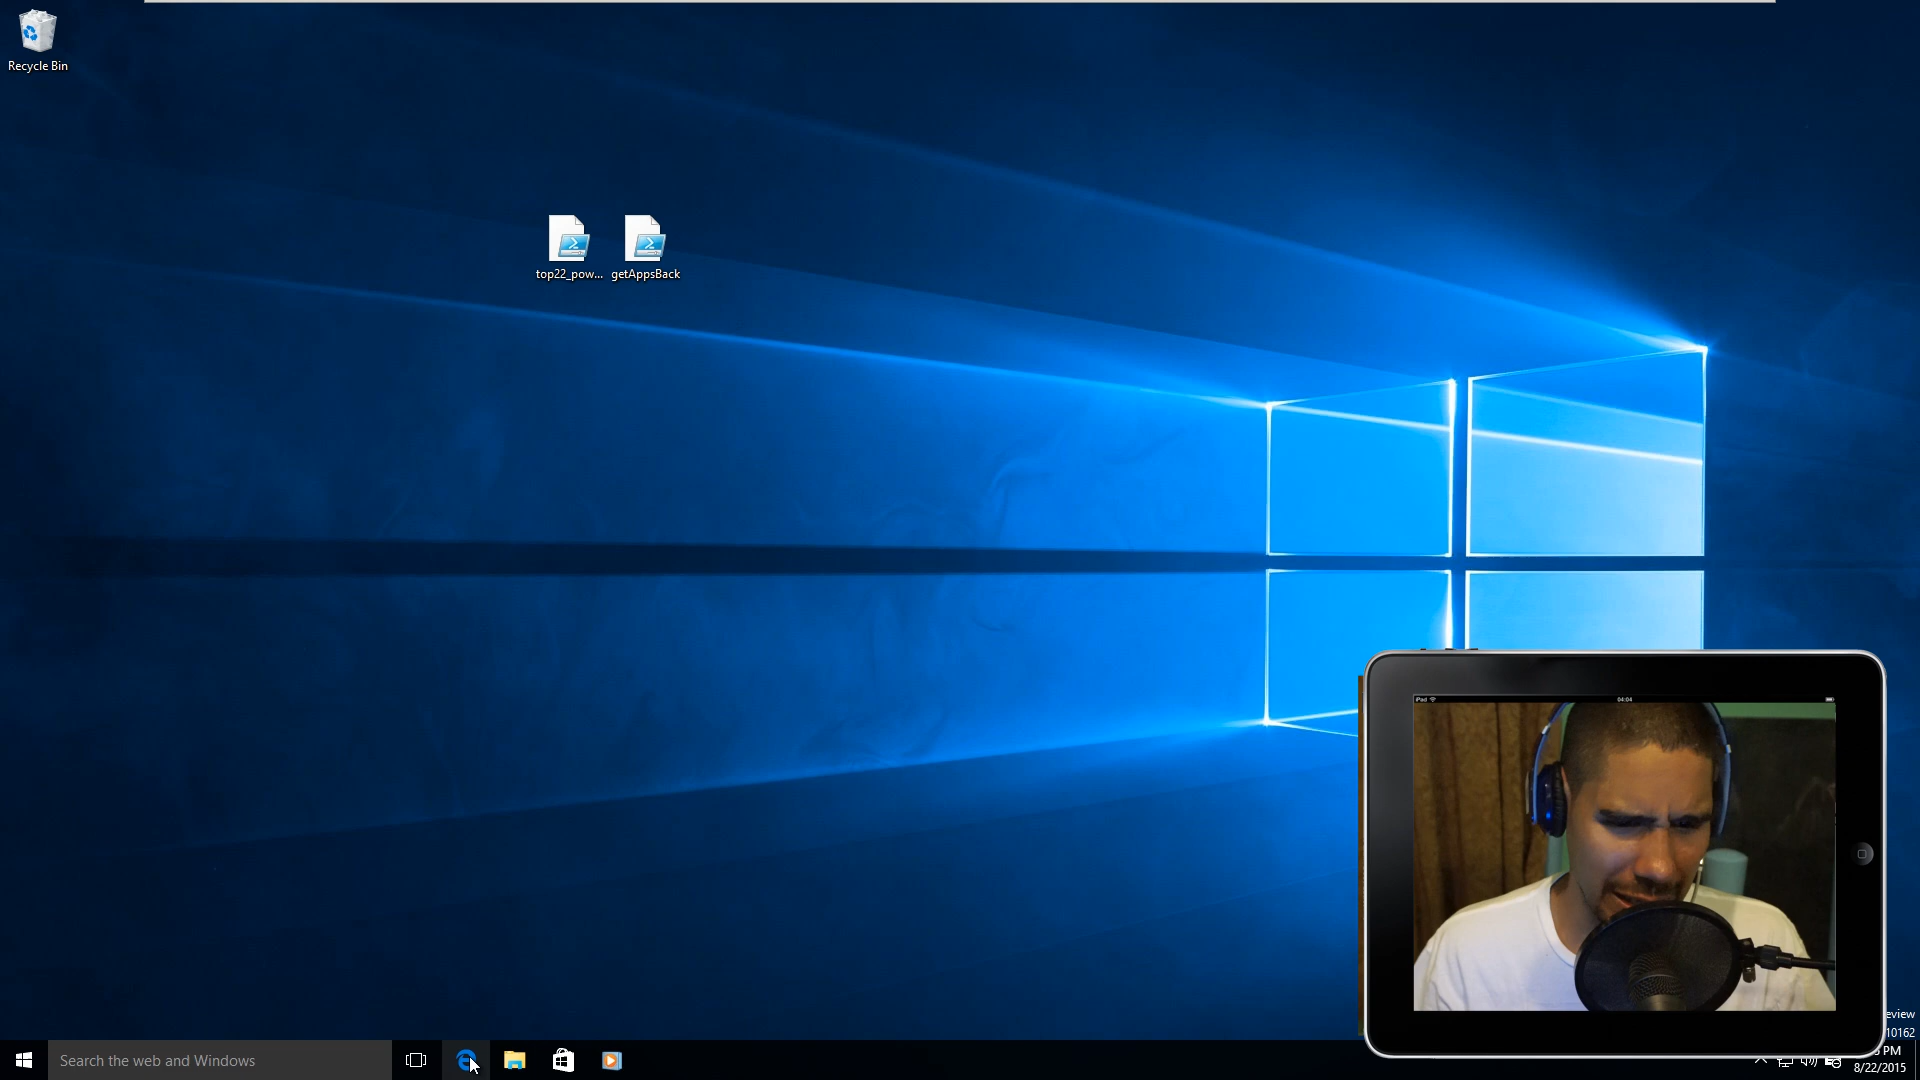 Recycle Bin
top22_pow...
getAppsBack
iPad
04:04
eview
10162
PM
8/22/2015
Search the web and Windows